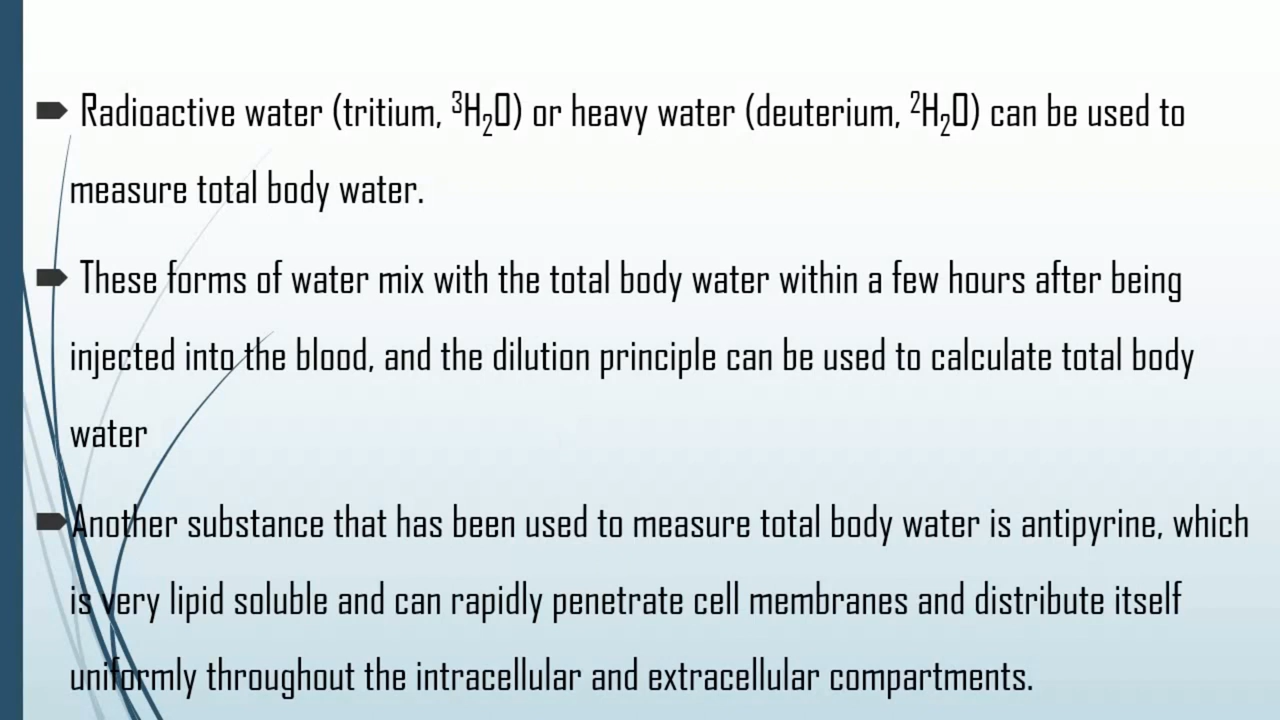 Radioactive water (tritium, ³H₂O) or heavy water (deuterium, ²H₂O) can be used to
measure total body water.
These forms of water mix with the total body water within a few hours after being
injected into the blood, and the dilution principle can be used to calculate total body
water
Another substance that has been used to measure total body water is antipyrine, which
is very lipid soluble and can rapidly penetrate cell membranes and distribute itself
uniformly throughout the intracellular and extracellular compartments.